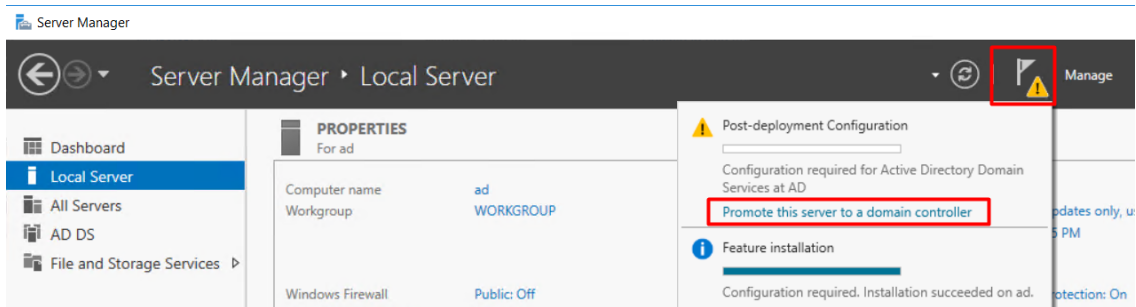 Server Manager
Server Manager • Local Server
Manage
Dashboard
Local Server
All Servers
AD DS
File and Storage Services
PROPERTIES
For ad
Computer name ad
Workgroup WORKGROUP
Windows Firewall Public: Off
Post-deployment Configuration
Configuration required for Active Directory Domain
Services at AD
Promote this server to a domain controller
Feature installation
Configuration required. Installation succeeded on ad.
pdates only, u
PM
otection: On